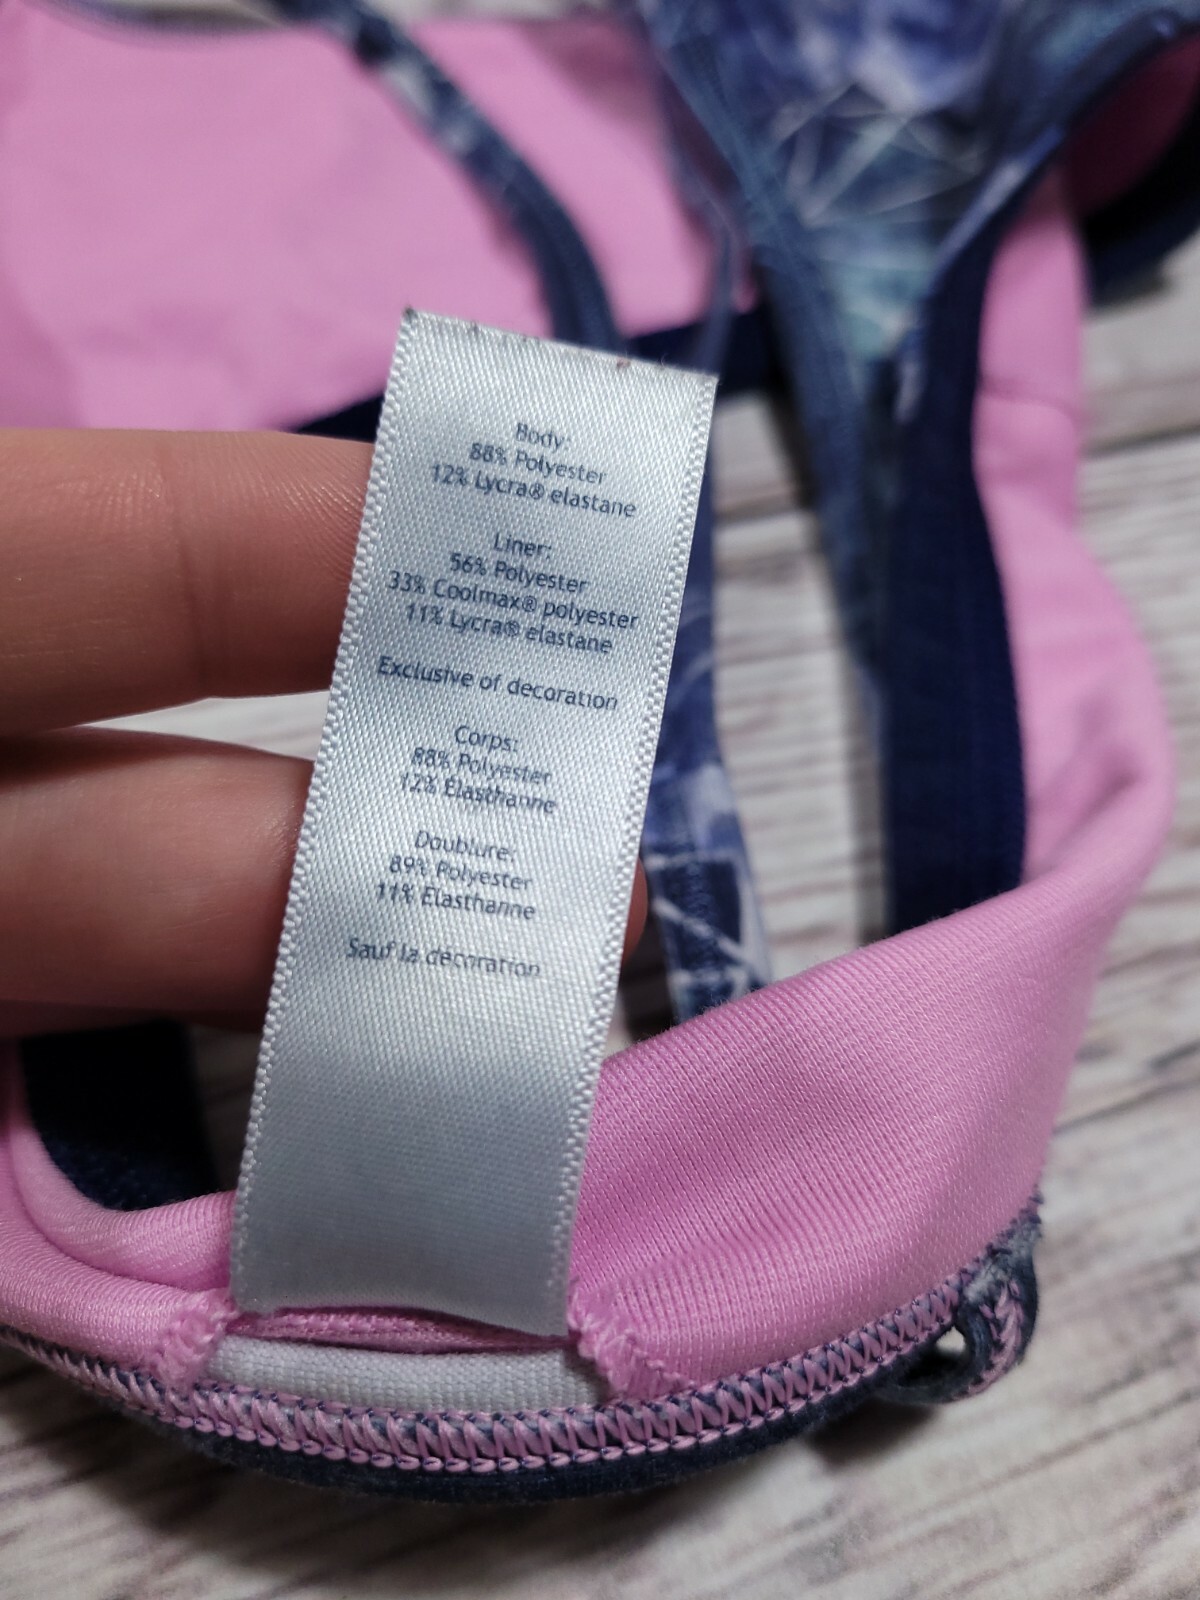 Body:
88% Polyester
12% Lycra® elastane
Liner:
56% Polyester
33% Coolmax® polyester
11% Lycra® elastane
Exclusive of decoration
Corps:
88% Polyester
12% Élasthanne
Doublure:
89% Polyester
11% Élasthanne
Sauf la décoration